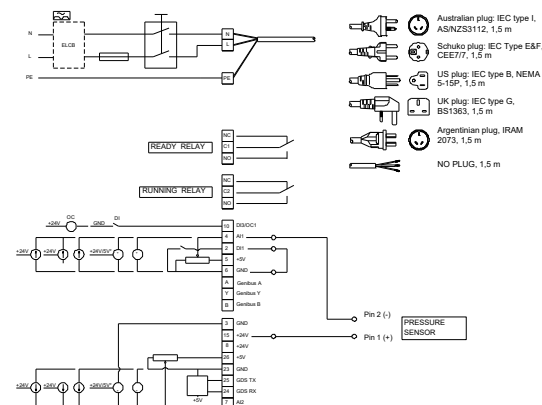 N
L
PE
ELCB
N
L
PE
Australian plug: IEC type I,
AS/NZS3112, 1,5 m
Schuko plug: IEC Type E&F,
CEE7/7, 1,5 m
US plug: IEC type B, NEMA
5-15P, 1,5 m
UK plug: IEC type G,
BS1363, 1,5 m
Argentinian plug, IRAM
2073, 1,5 m
NO PLUG, 1,5 m
READY RELAY
NC
C1
NO
RUNNING RELAY
NC
C2
NO
+24V OC GND DI
10 DI3/OC1
4 AI1
2 DI1
5 +5V
6 GND
A Genibus A
Y Genibus Y
B Genibus B
+24V +24V +24V/5V*
Pin 2 (-)
Pin 1 (+)
PRESSURE
SENSOR
3 GND
15 +24V
8 +24V
26 +5V
23 GND
25 GDS TX
24 GDS RX
7 AI2
+24V +24V +24V/5V*
+5V